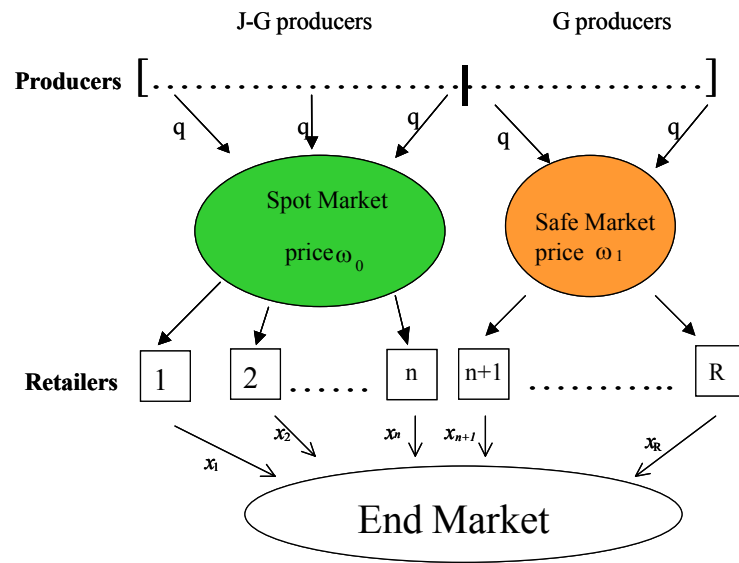 J-G producers G producers
Producers [ ........................................ ]
q q q q
Spot Market
price ω₀
Safe Market
price ω₁
Retailers 1 2 ...... n n+1 ........... R
x₁ x₂ xₙ xₙ₊₁ x_R
End Market